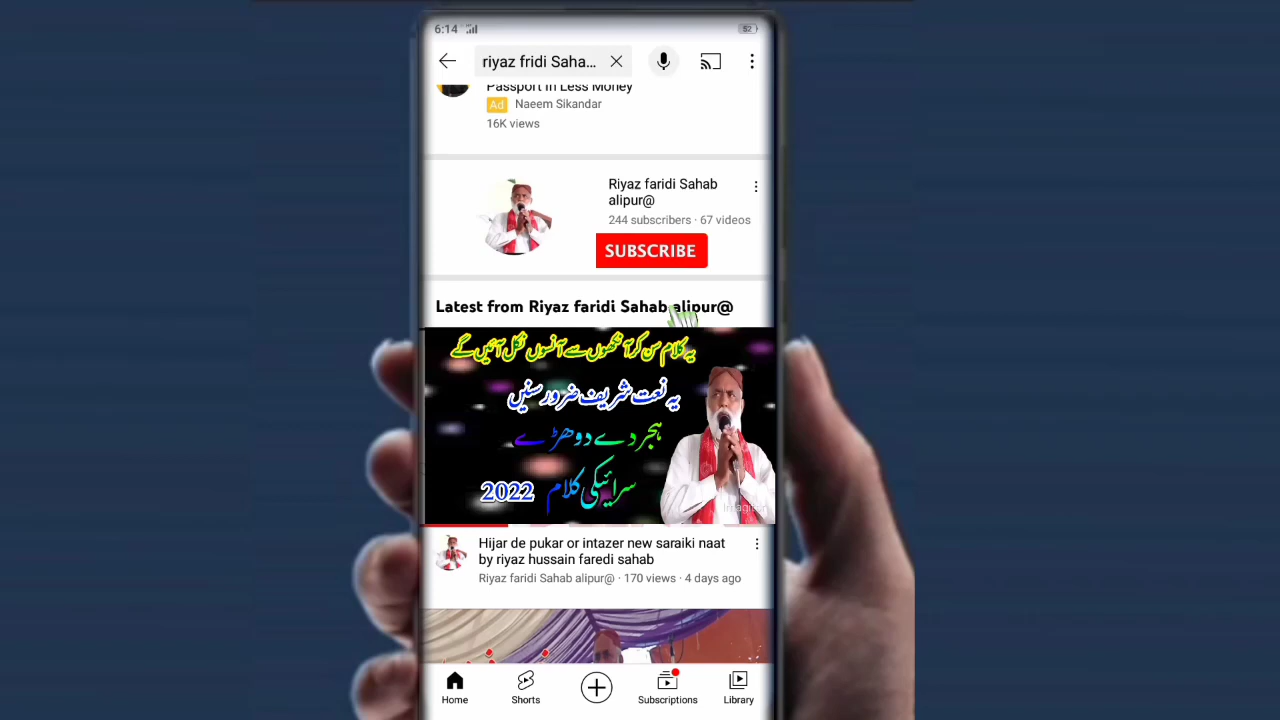 6:14
52
riyaz fridi Saha...
Passport In Less Money
Ad Naeem Sikandar
16K views
Riyaz faridi Sahab
alipur@
244 subscribers · 67 videos
SUBSCRIBE
Latest from Riyaz faridi Sahab alipur@
یہ کلام سن کر آنکھوں سے آنسوں نکل آئیں گے
یہ نعت شریف ضرور سنیں
ہجر دے دوھڑے
سرائیکی کلام 2022
Hijar de pukar or intazer new saraiki naat
by riyaz hussain faredi sahab
Riyaz faridi Sahab alipur@ · 170 views · 4 days ago
Home
Shorts
Subscriptions
Library